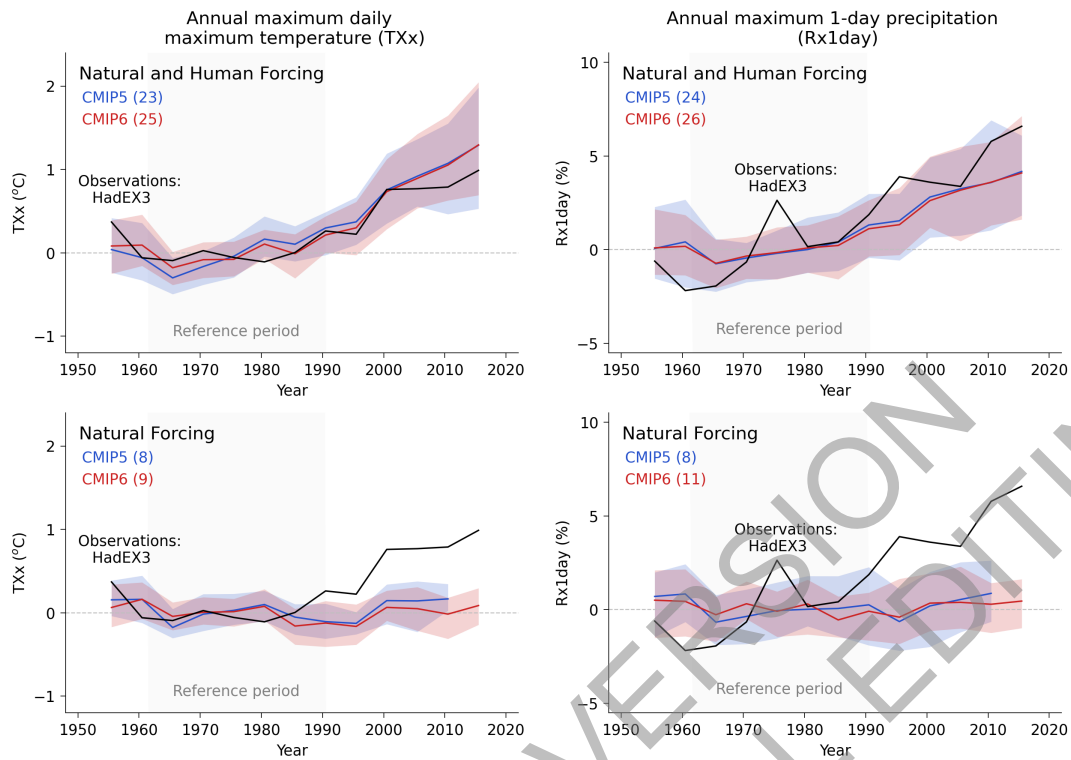 Annual maximum daily
maximum temperature (TXx)
Natural and Human Forcing
CMIP5 (23)
CMIP6 (25)
Observations:
HadEX3
Reference period
TXx (°C)
2
1
0
−1
1950 1960 1970 1980 1990 2000 2010 2020
Year
Annual maximum 1-day precipitation
(Rx1day)
Natural and Human Forcing
CMIP5 (24)
CMIP6 (26)
Observations:
HadEX3
Reference period
Rx1day (%)
10
5
0
−5
1950 1960 1970 1980 1990 2000 2010 2020
Year
Natural Forcing
CMIP5 (8)
CMIP6 (9)
Observations:
HadEX3
Reference period
TXx (°C)
2
1
0
−1
1950 1960 1970 1980 1990 2000 2010 2020
Year
Natural Forcing
CMIP5 (8)
CMIP6 (11)
Observations:
HadEX3
Reference period
Rx1day (%)
10
5
0
−5
1950 1960 1970 1980 1990 2000 2010 2020
Year
VERSION